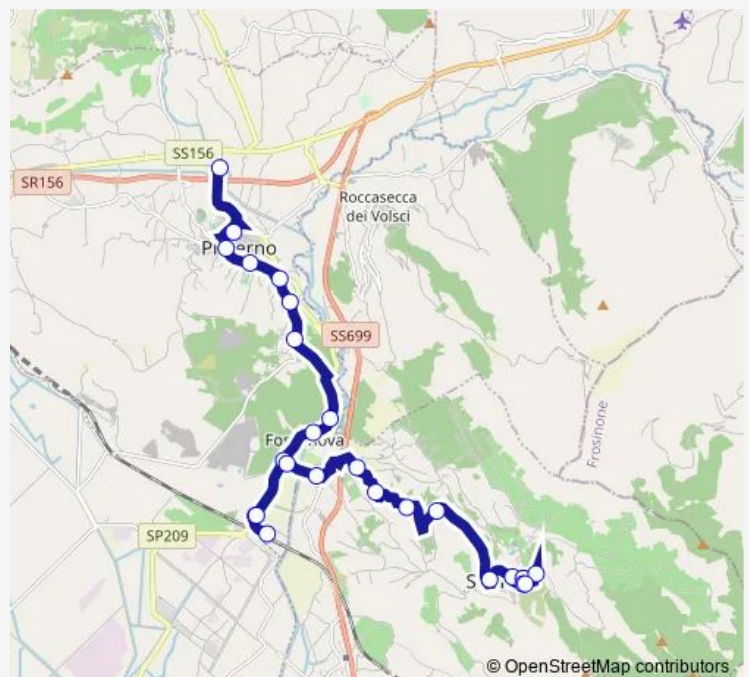 SS156
SR156
Roccasecca
dei Volsci
SS699
Frosinone
SP209
© OpenStreetMap contributors